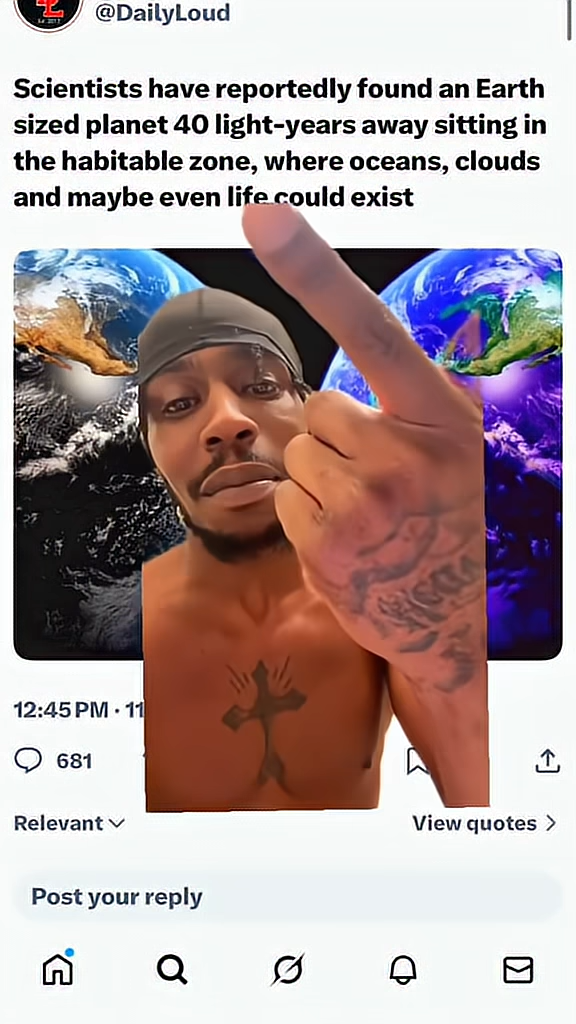 @DailyLoud
Scientists have reportedly found an Earth
sized planet 40 light-years away sitting in
the habitable zone, where oceans, clouds
and maybe even life could exist
12:45 PM · 11
681
Relevant
View quotes
Post your reply